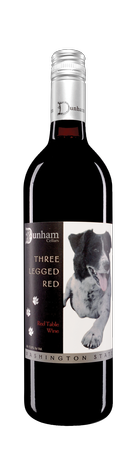 Dunham
Dunham
Cellars
THREE
LEGGED
RED
Red Table
Wine
WASHINGTON STATE